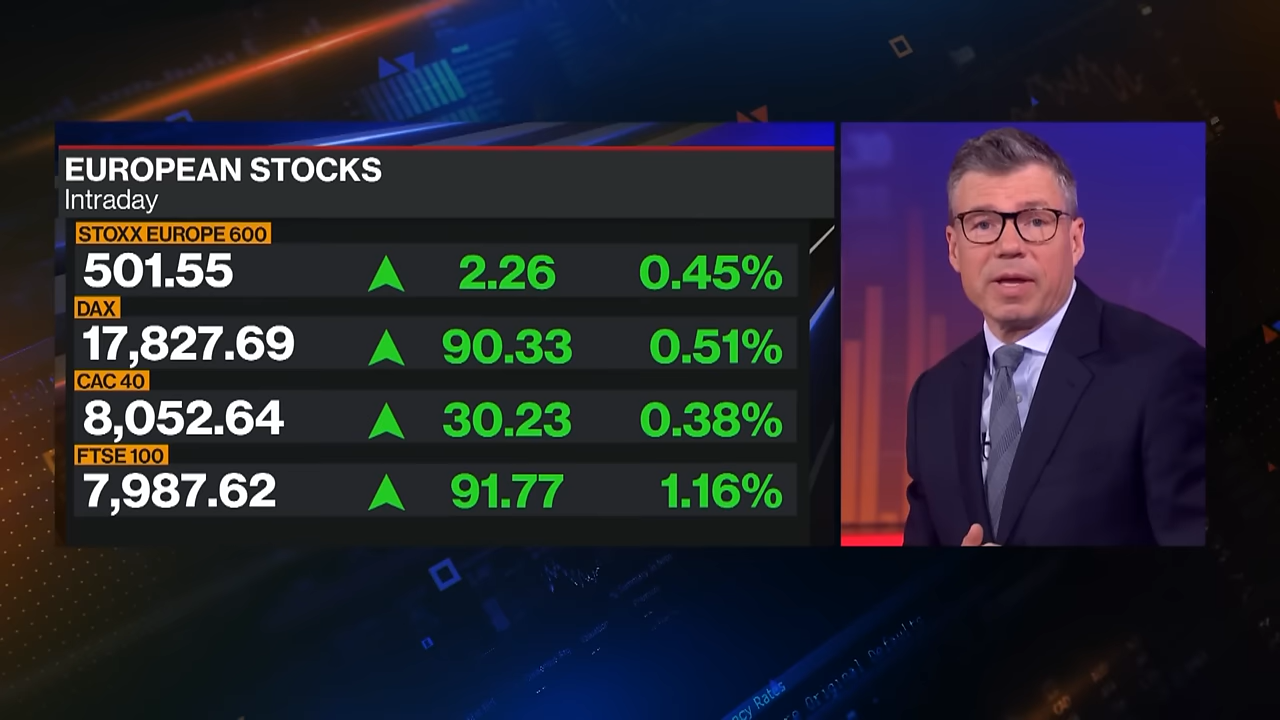 EUROPEAN STOCKS
Intraday
STOXX EUROPE 600
501.55 2.26 0.45%
DAX
17,827.69 90.33 0.51%
CAC 40
8,052.64 30.23 0.38%
FTSE 100
7,987.62 91.77 1.16%